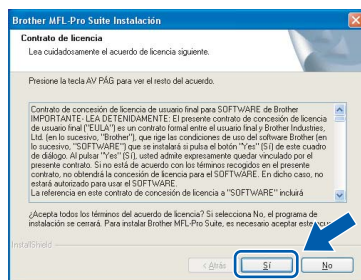 Brother MFL-Pro Suite Instalación
Contrato de licencia
Lea cuidadosamente el acuerdo de licencia siguiente.
Presione la tecla AV PÁG para ver el resto del acuerdo.
Contrato de concesión de licencia de usuario final para SOFTWARE de Brother
IMPORTANTE- LEA DETENIDAMENTE: El presente contrato de concesión de licencia
de usuario final ("EULA") es un contrato formal entre el usuario final y Brother Industries,
Ltd. (en lo sucesivo, "Brother"), que rige las condiciones de uso del software Brother (en
lo sucesivo, "SOFTWARE") que se instalará si pulsa el botón "Yes" (Sí) de este cuadro
de diálogo. Al pulsar "Yes" (Sí), usted admite expresamente quedar vinculado por el
presente contrato. Si no está de acuerdo con los términos recogidos en el presente
contrato, no obtendrá la concesión de licencia para el SOFTWARE. En dicho caso, no
estará autorizado para usar el SOFTWARE.
La referencia en este contrato de concesión de licencia a "SOFTWARE" incluirá
¿Acepta todos los términos del acuerdo de licencia? Si selecciona No, el programa de
instalación se cerrará. Para instalar Brother MFL-Pro Suite, es necesario aceptar este
InstallShield
< Atrás
Sí
No